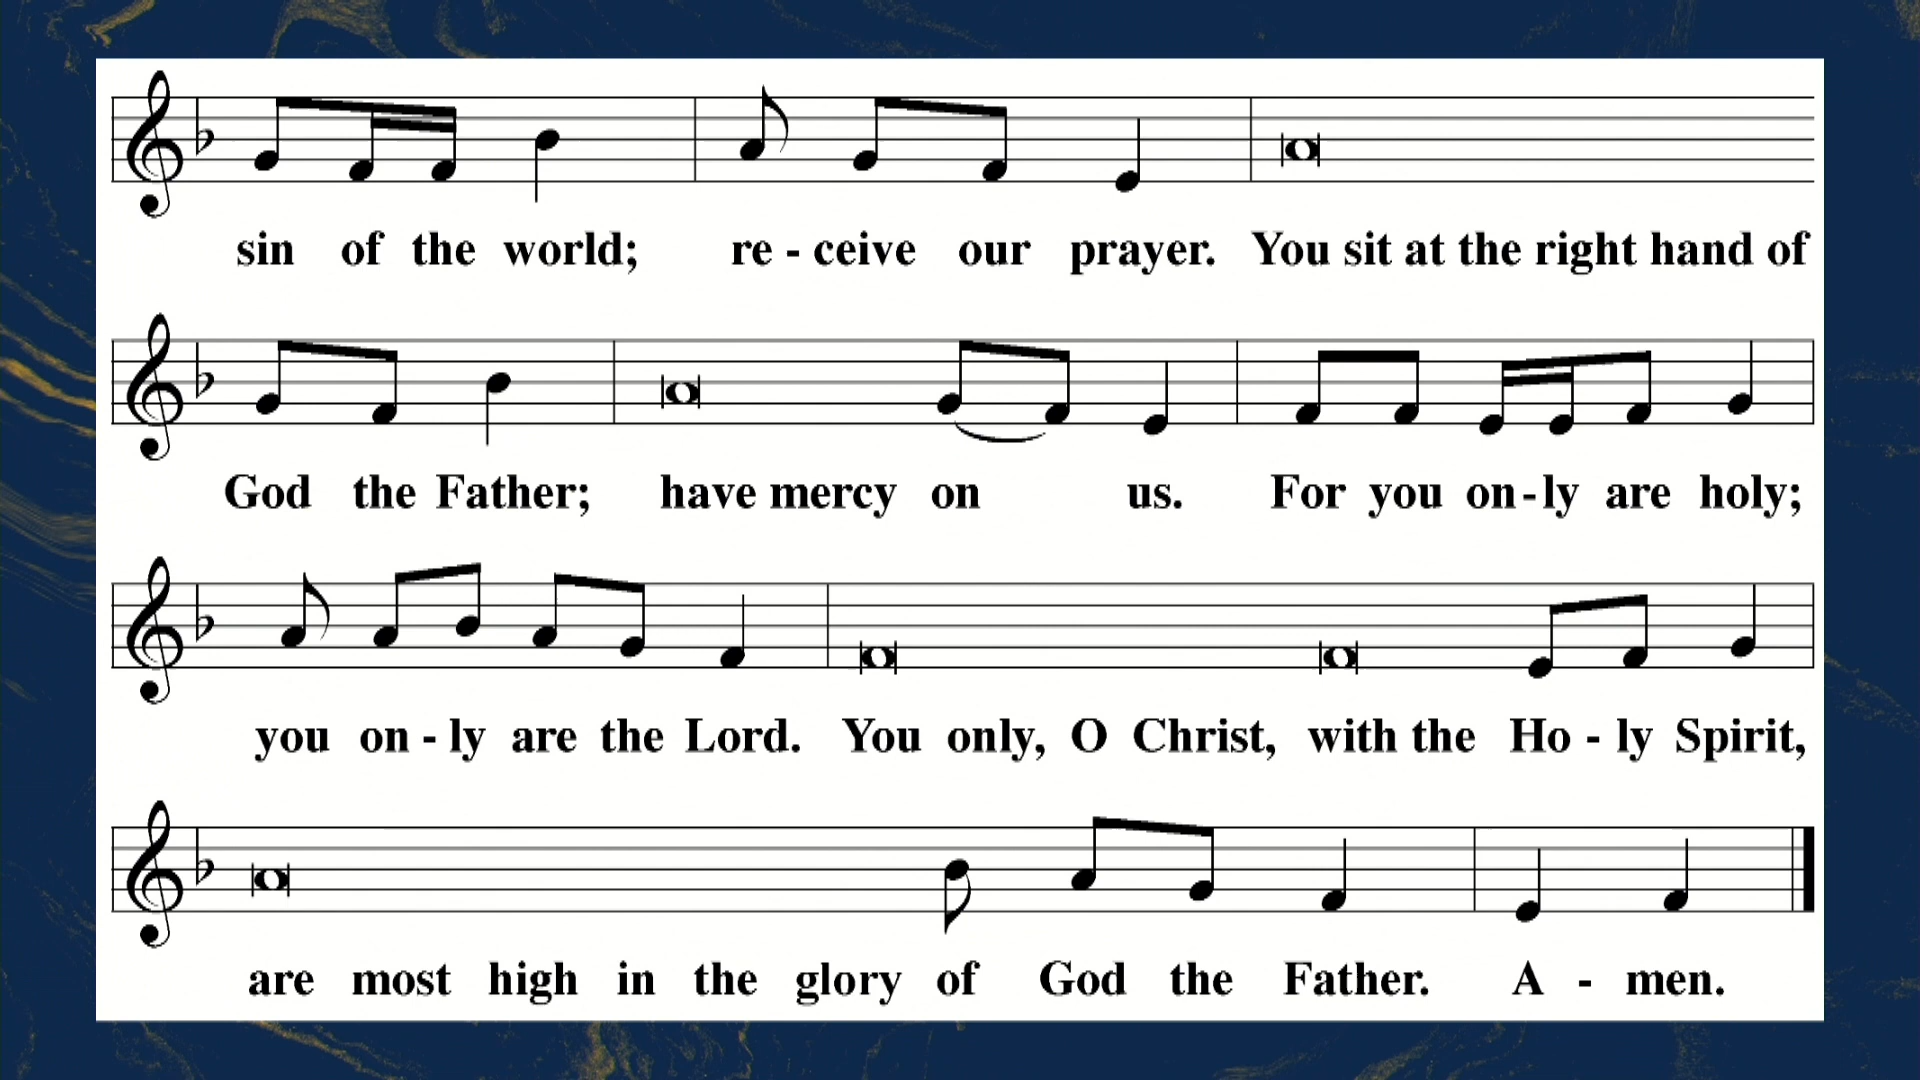 sin of the world; re - ceive our prayer. You sit at the right hand of
God the Father; have mercy on us. For you on - ly are holy;
you on - ly are the Lord. You only, O Christ, with the Ho - ly Spirit,
are most high in the glory of God the Father. A - men.